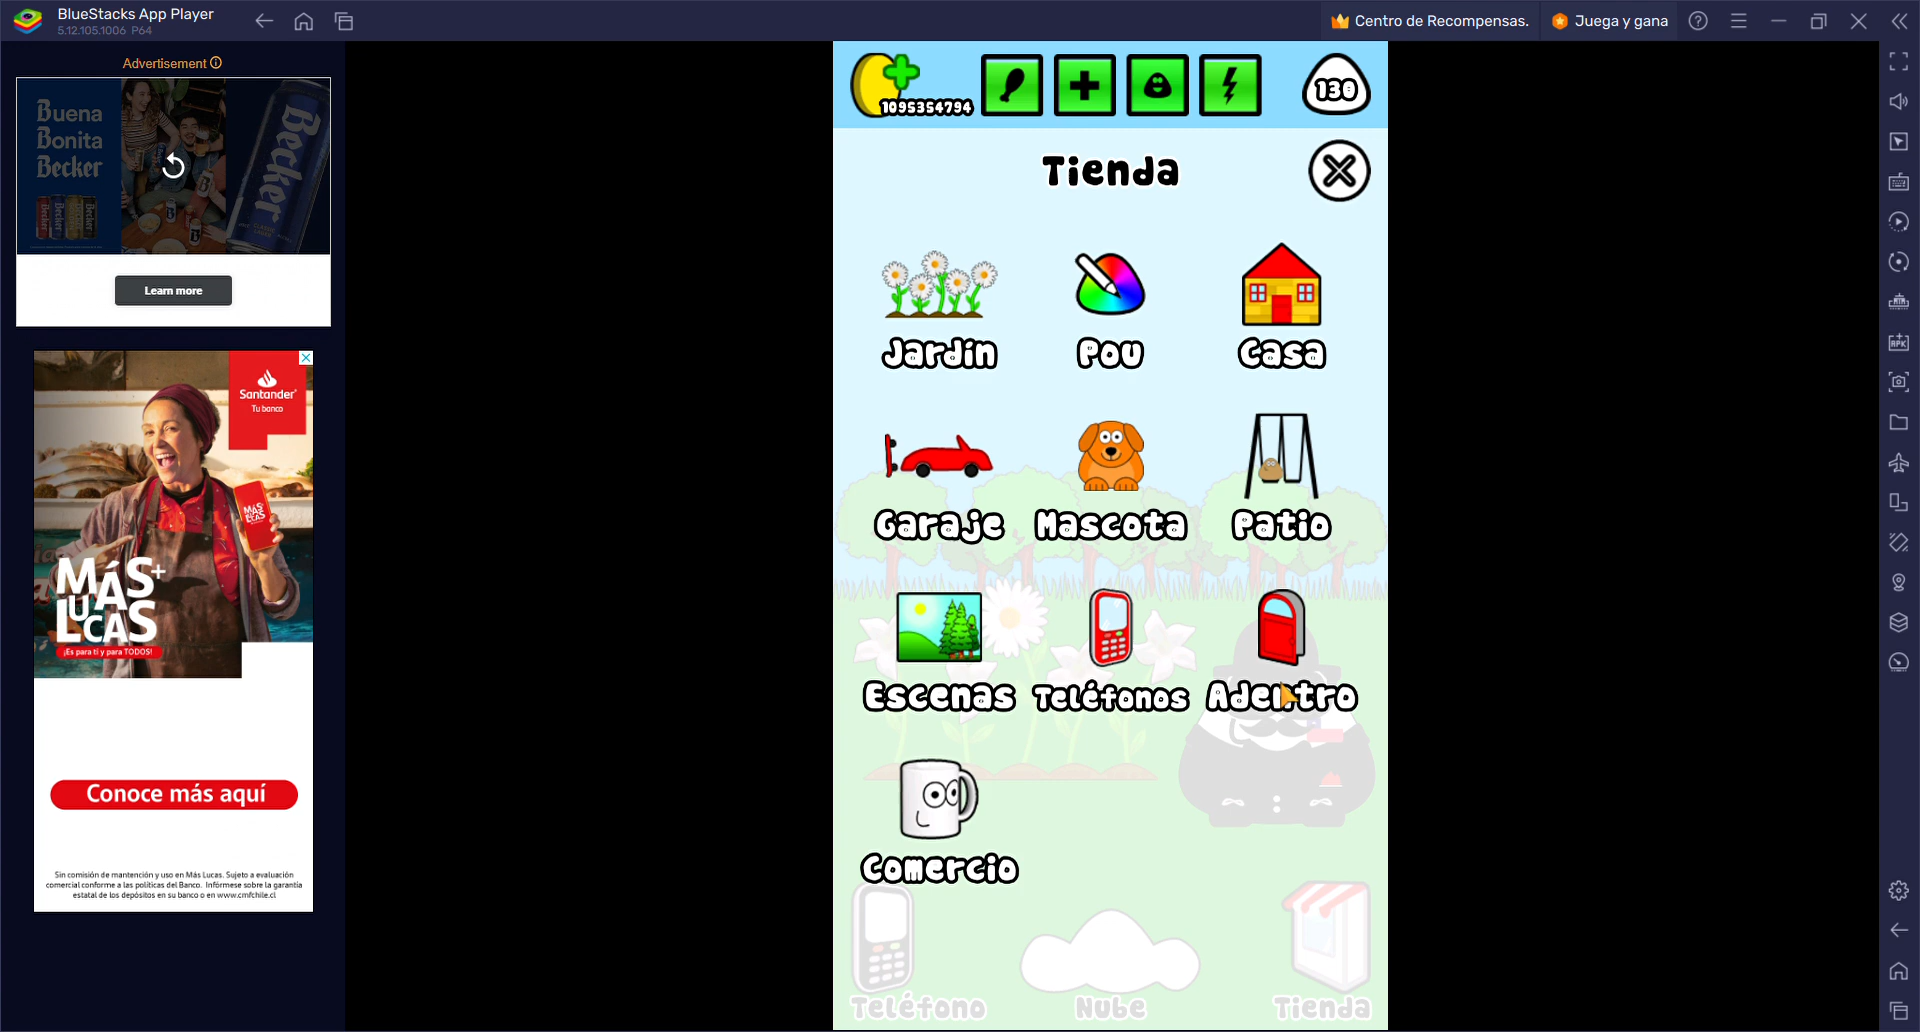 BlueStacks App Player
5.12.105.1006 P64
Centro de Recompensas.
Juega y gana
Advertisement
Buena
Bonita
Becker
Becker
Learn more
Santander
Tu banco
MÁS+
LUCAS
MÁS+
LUCAS
¡Es para tí y para TODOS!
Conoce más aquí
Sin comisión de mantención y uso en Más Lucas. Sujeto a evaluación
comercial conforme a las políticas del Banco. Infórmese sobre la garantía
estatal de los depósitos en su banco o en www.cmfchile.cl
1095354794
130
Tienda
Jardín
Pou
Casa
Garaje
Mascota
Patio
Escenas
Teléfonos
Adentro
Comercio
Teléfono
Nube
Tienda
APK